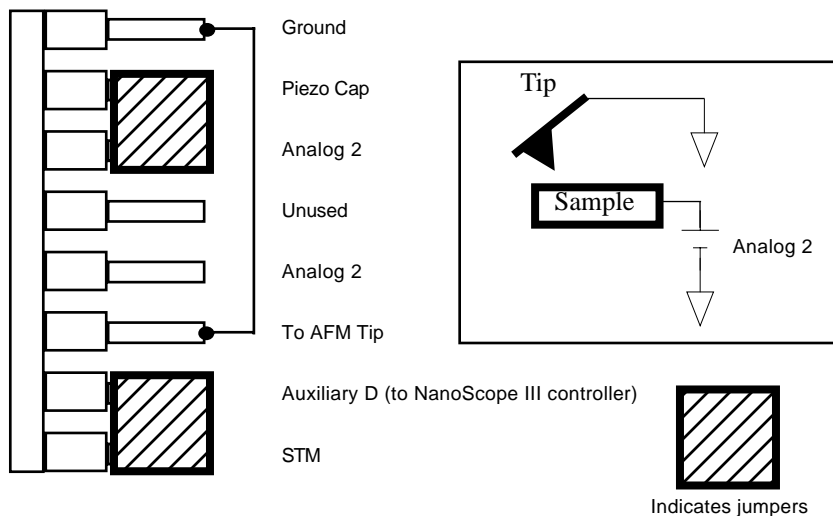 Ground
Piezo Cap
Analog 2
Unused
Analog 2
To AFM Tip
Auxiliary D (to NanoScope III controller)
STM
Tip
Sample
Analog 2
Indicates jumpers